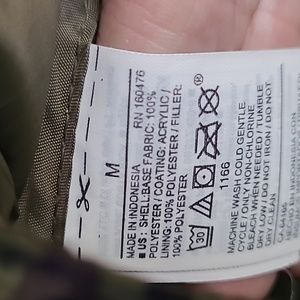 M
MADE IN INDONESIA RN 160476
■ US : SHELL:BASE FABRIC: 100%
POLYESTER / COATING: ACRYLIC /
LINING: 100% POLYESTER / FILLER:
100% POLYESTER
30
1166
MACHINE WASH COLD GENTLE
CYCLE / ONLY NON-CHLORINE
BLEACH WHEN NEEDED / TUMBLE
DRY LOW / DO NOT IRON / DO NOT
DRY CLEAN